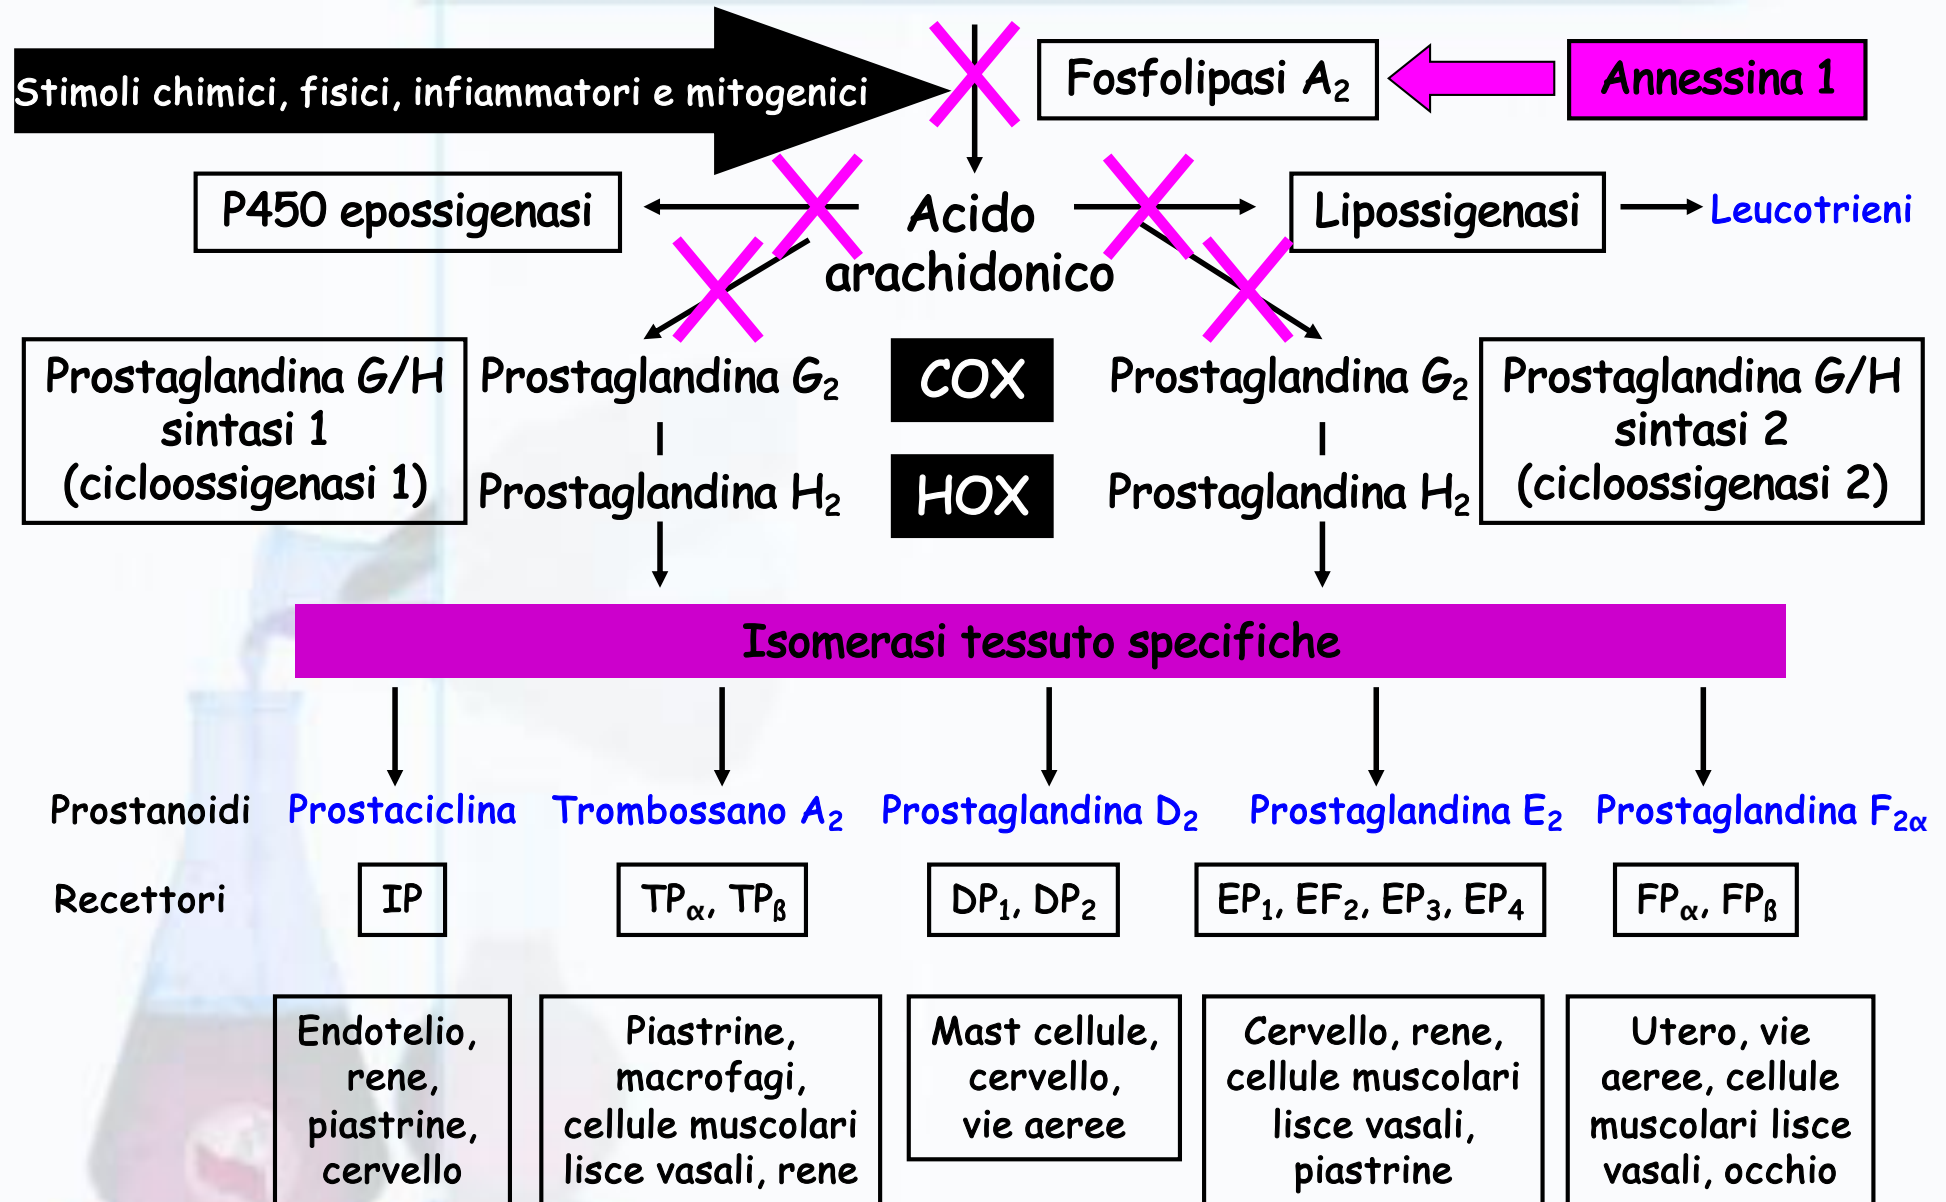 Stimoli chimici, fisici, infiammatori e mitogenici
Fosfolipasi A₂
Annessina 1
P450 epossigenasi
Acido
arachidonico
Lipossigenasi
Leucotrieni
Prostaglandina G/H
sintasi 1
(cicloossigenasi 1)
Prostaglandina G₂
COX
Prostaglandina G₂
Prostaglandina G/H
sintasi 2
(cicloossigenasi 2)
Prostaglandina H₂
HOX
Prostaglandina H₂
Isomerasi tessuto specifiche
Prostanoidi
Prostaciclina
Trombossano A₂
Prostaglandina D₂
Prostaglandina E₂
Prostaglandina F₂α
Recettori
IP
TPα, TPß
DP₁, DP₂
EP₁, EF₂, EP₃, EP₄
FPα, FPß
Endotelio,
rene,
piastrine,
cervello
Piastrine,
macrofagi,
cellule muscolari
lisce vasali, rene
Mast cellule,
cervello,
vie aeree
Cervello, rene,
cellule muscolari
lisce vasali,
piastrine
Utero, vie
aeree, cellule
muscolari lisce
vasali, occhio